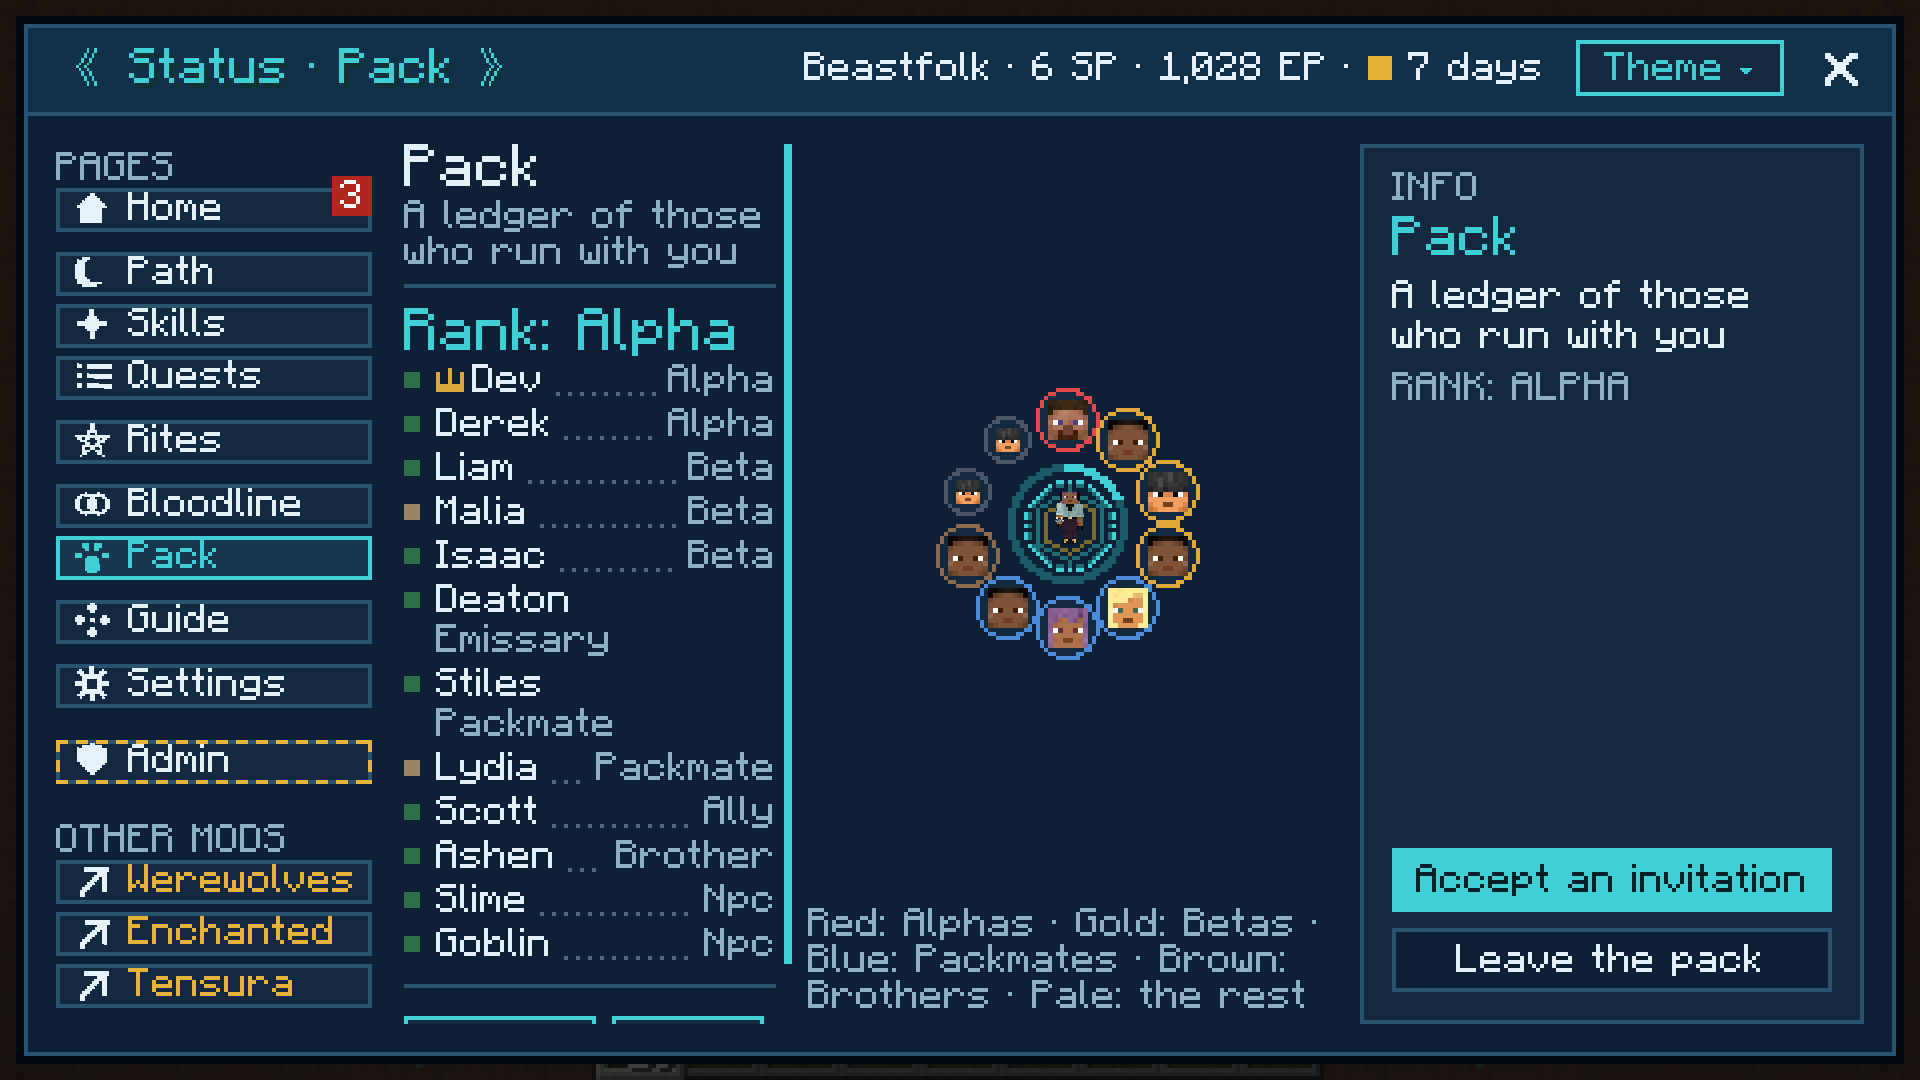 《 Status · Pack 》
Beastfolk · 6 SP · 1,028 EP · 7 days
Theme
PAGES
Home
3
Path
Skills
Quests
Rites
Bloodline
Pack
Guide
Settings
Admin
OTHER MODS
Werewolves
Enchanted
Tensura
Pack
A ledger of those
who run with you
Rank: Alpha
Dev ........ Alpha
Derek ....... Alpha
Liam ............ Beta
Malia ........... Beta
Isaac .......... Beta
Deaton
Emissary
Stiles
Packmate
Lydia ... Packmate
Scott ............ Ally
Ashen ... Brother
Slime ............. Npc
Goblin ........... Npc
Red: Alphas · Gold: Betas ·
Blue: Packmates · Brown:
Brothers · Pale: the rest
INFO
Pack
A ledger of those
who run with you
RANK: ALPHA
Accept an invitation
Leave the pack